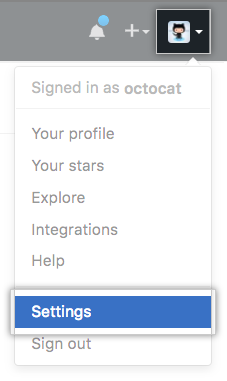 Signed in as octocat
Your profile
Your stars
Explore
Integrations
Help
Settings
Sign out